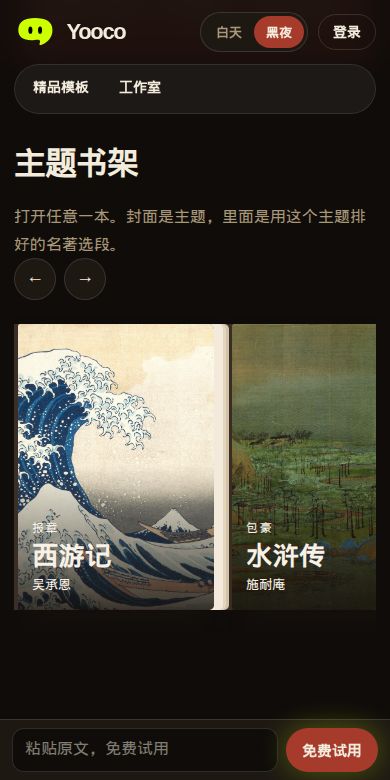 Yooco
白天
黑夜
登录
精品模板
工作室
主题书架
打开任意一本。封面是主题，里面是用这个主题排
好的名著选段。
←
→
报章
西游记
吴承恩
包豪
水浒传
施耐庵
粘贴原文，免费试用
免费试用